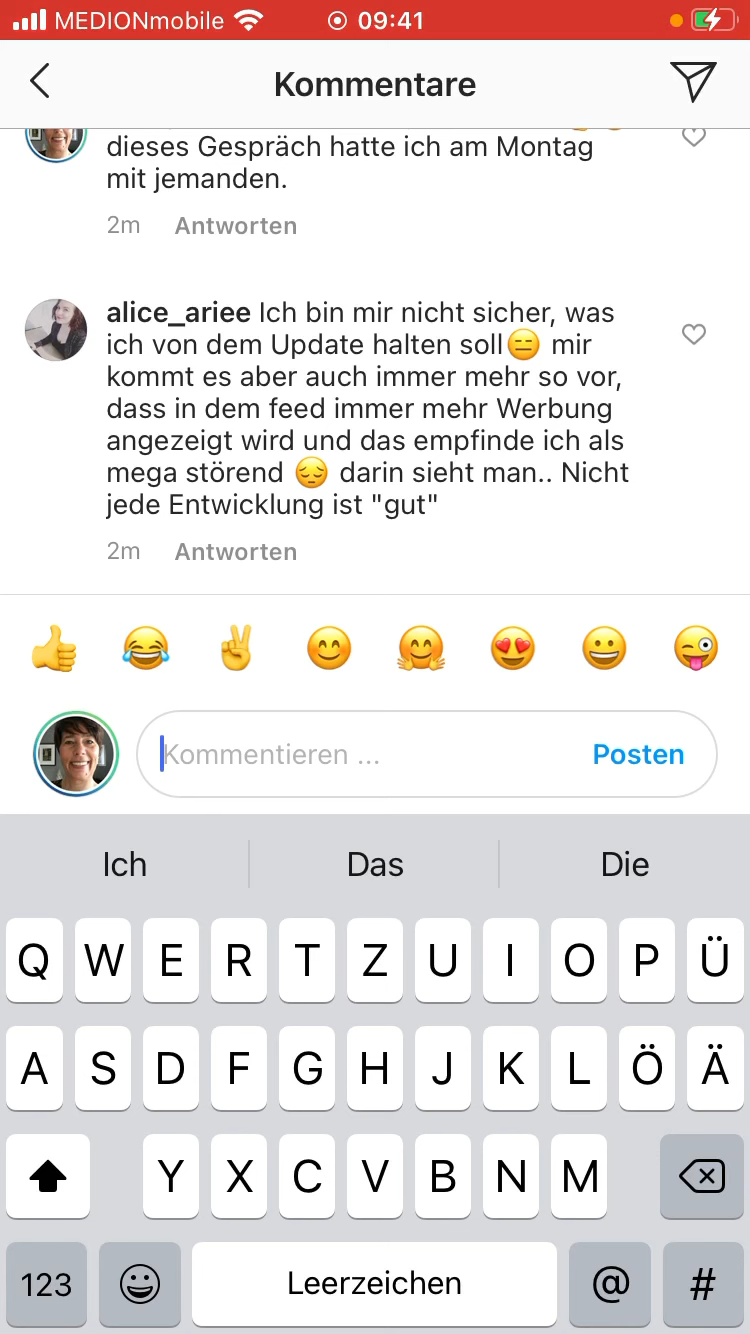 MEDIONmobile 09:41
Kommentare
dieses Gespräch hatte ich am Montag
mit jemanden.
2m Antworten
alice_ariee Ich bin mir nicht sicher, was
ich von dem Update halten soll😑 mir
kommt es aber auch immer mehr so vor,
dass in dem feed immer mehr Werbung
angezeigt wird und das empfinde ich als
mega störend 😔 darin sieht man.. Nicht
jede Entwicklung ist "gut"
2m Antworten
Kommentieren ... Posten
Ich Das Die
Q W E R T Z U I O P Ü
A S D F G H J K L Ö Ä
Y X C V B N M
123 Leerzeichen @ #